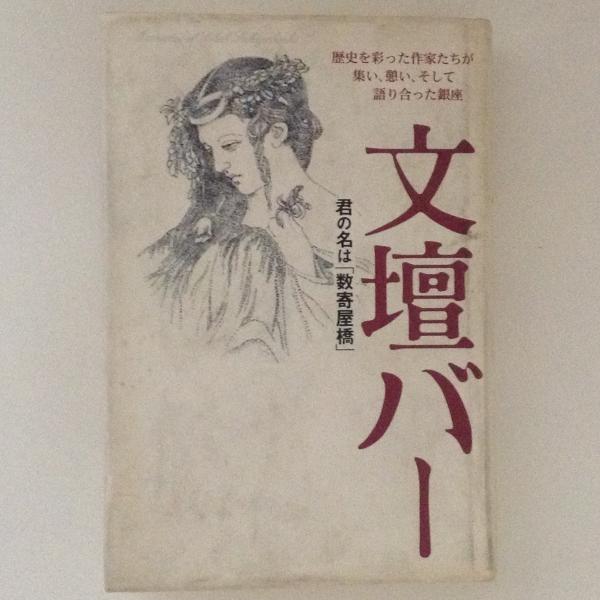 歴史を彩った作家たちが
集い、憩い、そして
語り合った銀座
文壇バー
君の名は「数寄屋橋」